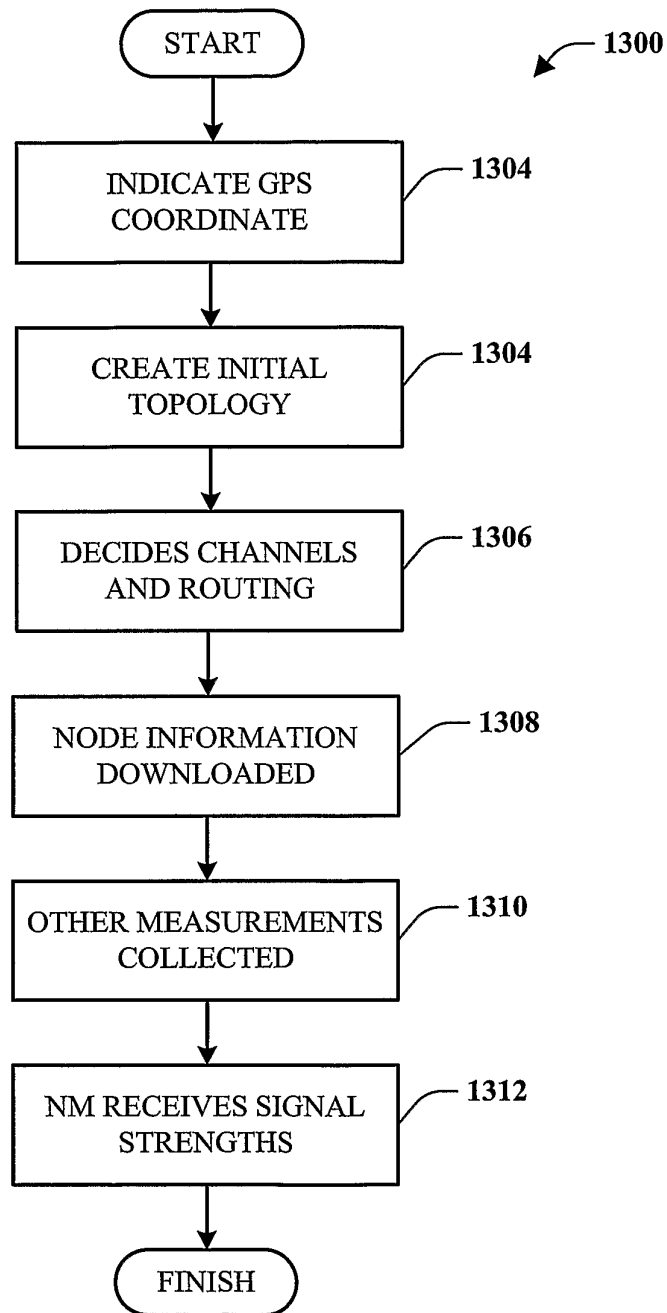 START
1300
INDICATE GPS
COORDINATE
1304
CREATE INITIAL
TOPOLOGY
1304
DECIDES CHANNELS
AND ROUTING
1306
NODE INFORMATION
DOWNLOADED
1308
OTHER MEASUREMENTS
COLLECTED
1310
NM RECEIVES SIGNAL
STRENGTHS
1312
FINISH